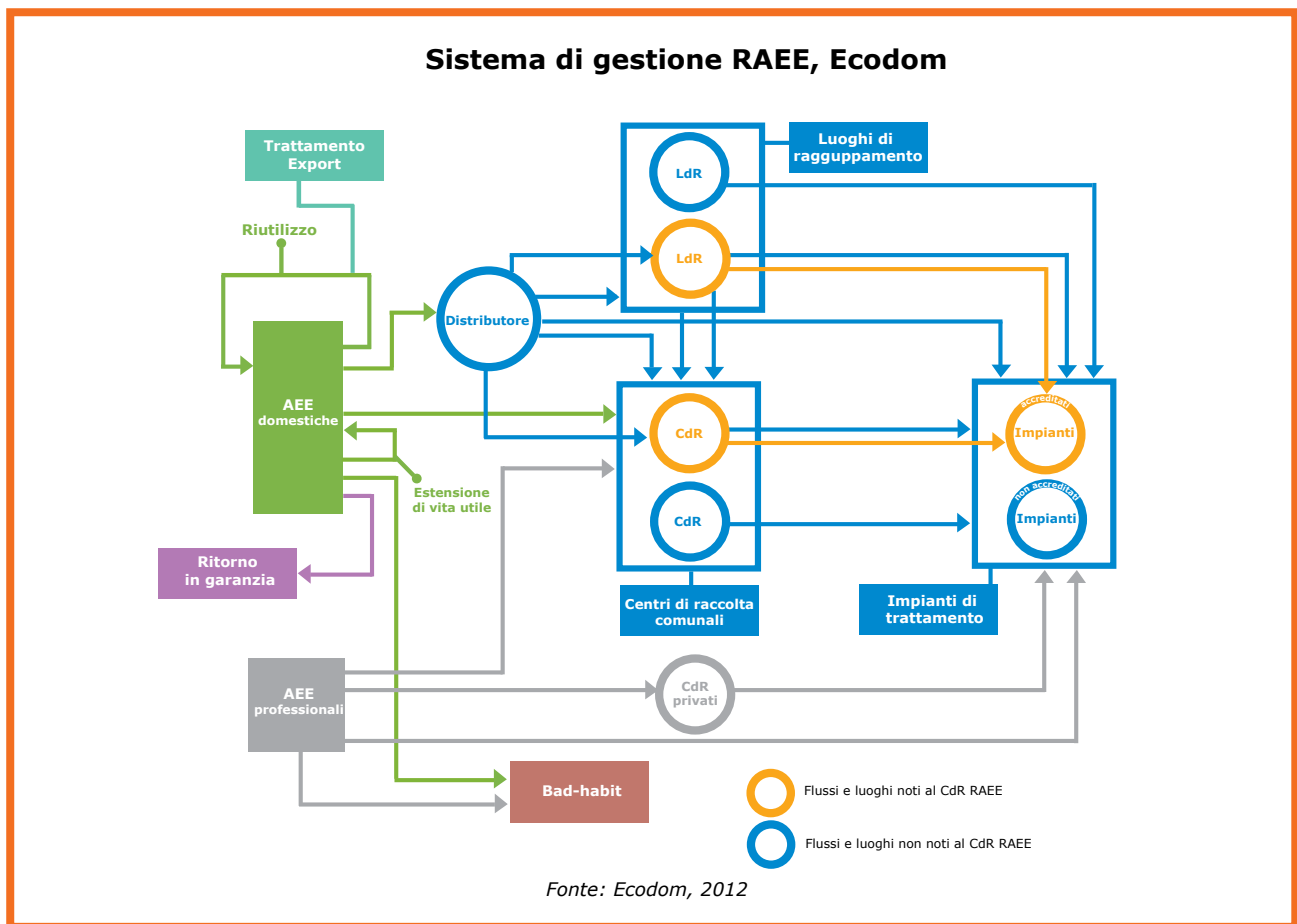 Sistema di gestione RAEE, Ecodom
Trattamento
Export
Luoghi di
ragguppamento
LdR
Riutilizzo
LdR
Distributore
AEE
domestiche
accreditati
Impianti
CdR
Estensione
di vita utile
non accreditati
Impianti
CdR
Ritorno
in garanzia
Centri di raccolta
comunali
Impianti di
trattamento
AEE
professionali
CdR
privati
Bad-habit
Flussi e luoghi noti al CdR RAEE
Flussi e luoghi non noti al CdR RAEE
Fonte: Ecodom, 2012